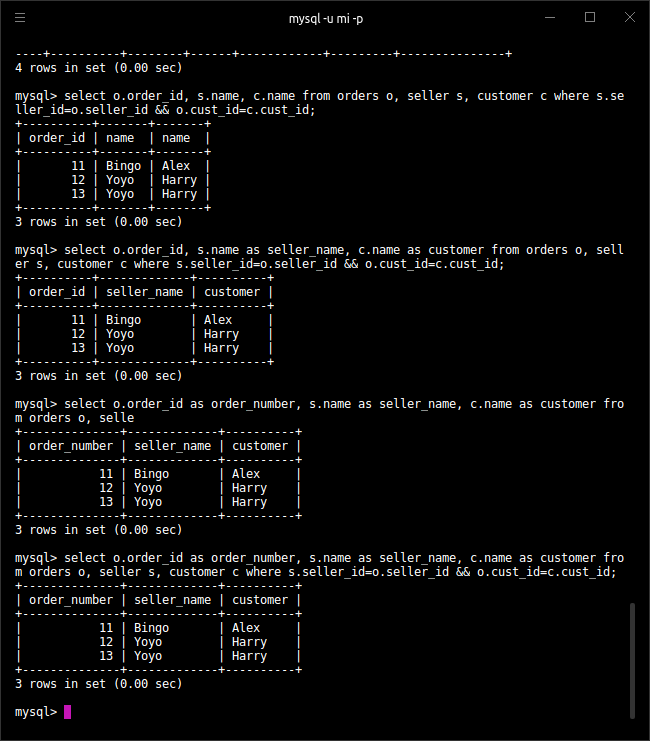 mysql -u mi -p
----+----------+--------+------+------------+---------+---------------+
4 rows in set (0.00 sec)
mysql> select o.order_id, s.name, c.name from orders o, seller s, customer c where s.se
ller_id=o.seller_id && o.cust_id=c.cust_id;
+----------+-------+-------+
| order_id | name  | name  |
+----------+-------+-------+
|       11 | Bingo | Alex  |
|       12 | Yoyo  | Harry |
|       13 | Yoyo  | Harry |
+----------+-------+-------+
3 rows in set (0.00 sec)
mysql> select o.order_id, s.name as seller_name, c.name as customer from orders o, sell
er s, customer c where s.seller_id=o.seller_id && o.cust_id=c.cust_id;
+----------+-------------+----------+
| order_id | seller_name | customer |
+----------+-------------+----------+
|       11 | Bingo       | Alex     |
|       12 | Yoyo        | Harry    |
|       13 | Yoyo        | Harry    |
+----------+-------------+----------+
3 rows in set (0.00 sec)
mysql> select o.order_id as order_number, s.name as seller_name, c.name as customer fro
m orders o, selle
+--------------+-------------+----------+
| order_number | seller_name | customer |
+--------------+-------------+----------+
|           11 | Bingo       | Alex     |
|           12 | Yoyo        | Harry    |
|           13 | Yoyo        | Harry    |
+--------------+-------------+----------+
3 rows in set (0.00 sec)
mysql> select o.order_id as order_number, s.name as seller_name, c.name as customer fro
m orders o, seller s, customer c where s.seller_id=o.seller_id && o.cust_id=c.cust_id;
+--------------+-------------+----------+
| order_number | seller_name | customer |
+--------------+-------------+----------+
|           11 | Bingo       | Alex     |
|           12 | Yoyo        | Harry    |
|           13 | Yoyo        | Harry    |
+--------------+-------------+----------+
3 rows in set (0.00 sec)
mysql>